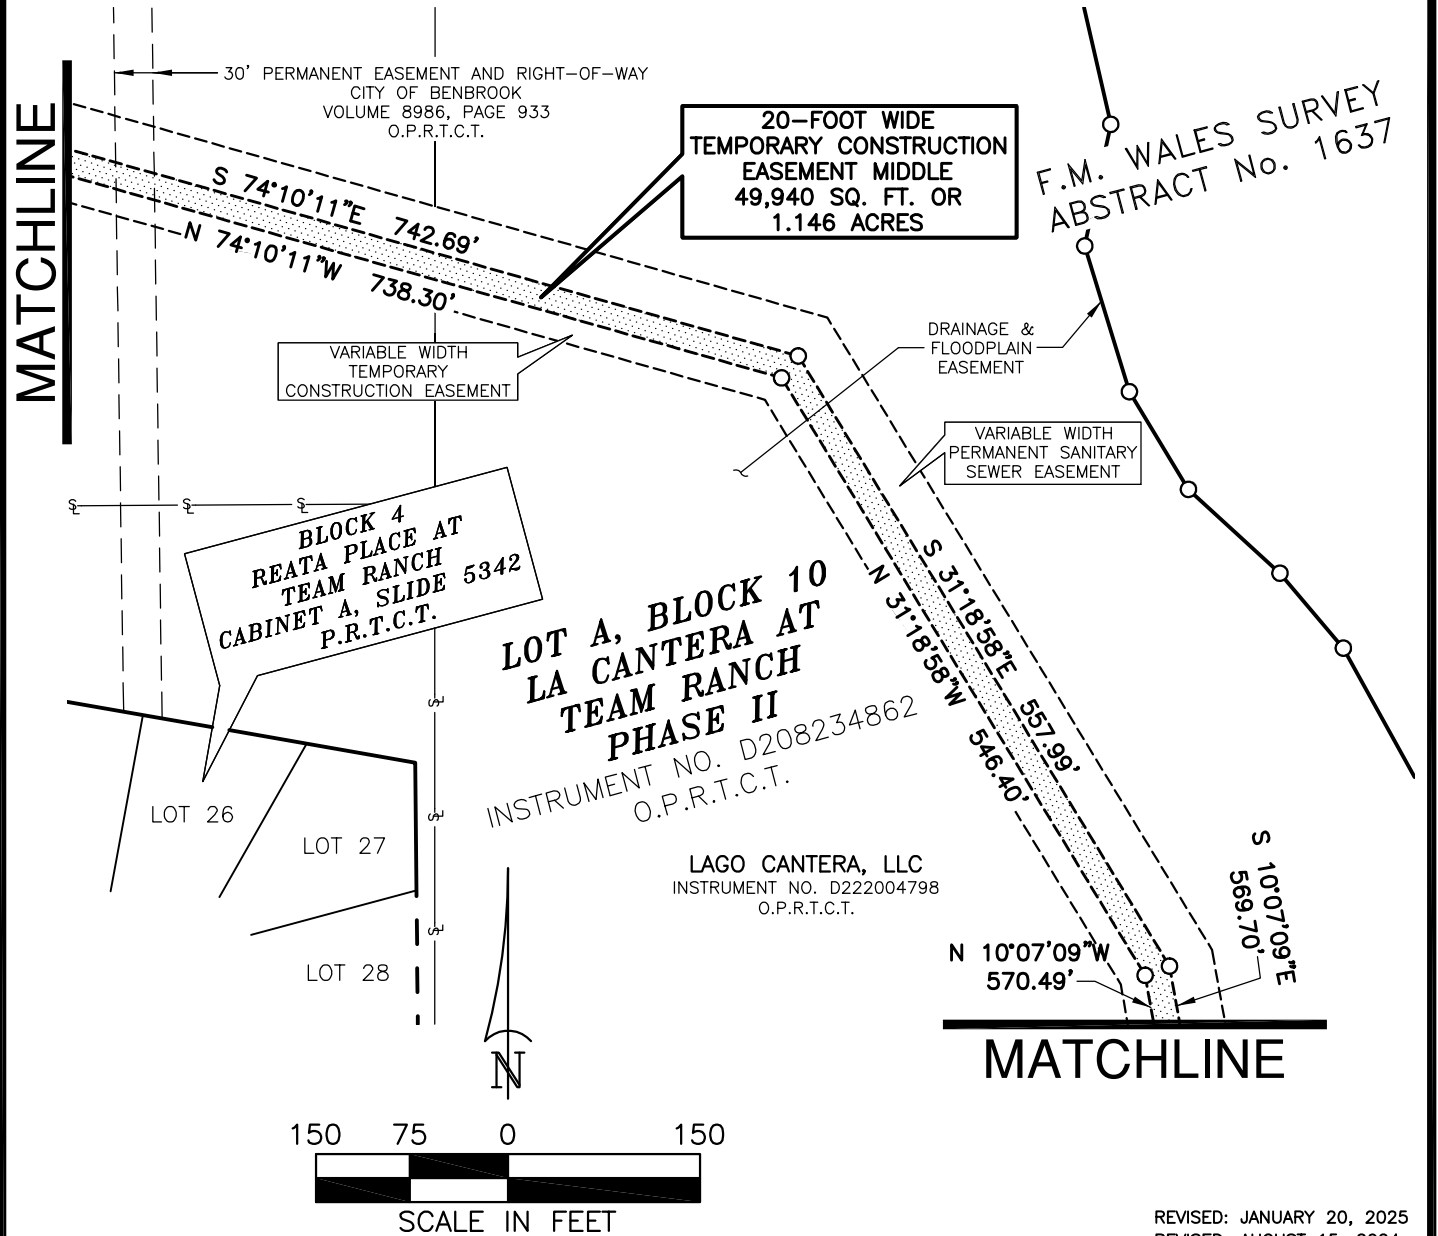 30' PERMANENT EASEMENT AND RIGHT-OF-WAY
CITY OF BENBROOK
VOLUME 8986, PAGE 933
O.P.R.T.C.T.
20-FOOT WIDE
TEMPORARY CONSTRUCTION
EASEMENT MIDDLE
49,940 SQ. FT. OR
1.146 ACRES
F.M. WALES SURVEY
ABSTRACT No. 1637
MATCHLINE
S 74°10'11"E 742.69'
N 74°10'11"W 738.30'
VARIABLE WIDTH
TEMPORARY
CONSTRUCTION EASEMENT
DRAINAGE &
FLOODPLAIN
EASEMENT
VARIABLE WIDTH
PERMANENT SANITARY
SEWER EASEMENT
BLOCK 4
REATA PLACE AT
TEAM RANCH
CABINET A, SLIDE 5342
P.R.T.C.T.
LOT A, BLOCK 10
LA CANTERA AT
TEAM RANCH
PHASE II
INSTRUMENT NO. D208234862
O.P.R.T.C.T.
S 31°18'58"E 557.99'
N 31°18'58"W 546.40'
LOT 26
LOT 27
LOT 28
LAGO CANTERA, LLC
INSTRUMENT NO. D222004798
O.P.R.T.C.T.
S 10°07'09"E
569.70'
N 10°07'09"W
570.49'
MATCHLINE
N
150 75 0 150
SCALE IN FEET
REVISED: JANUARY 20, 2025
REVISED: AUGUST 15, 2024